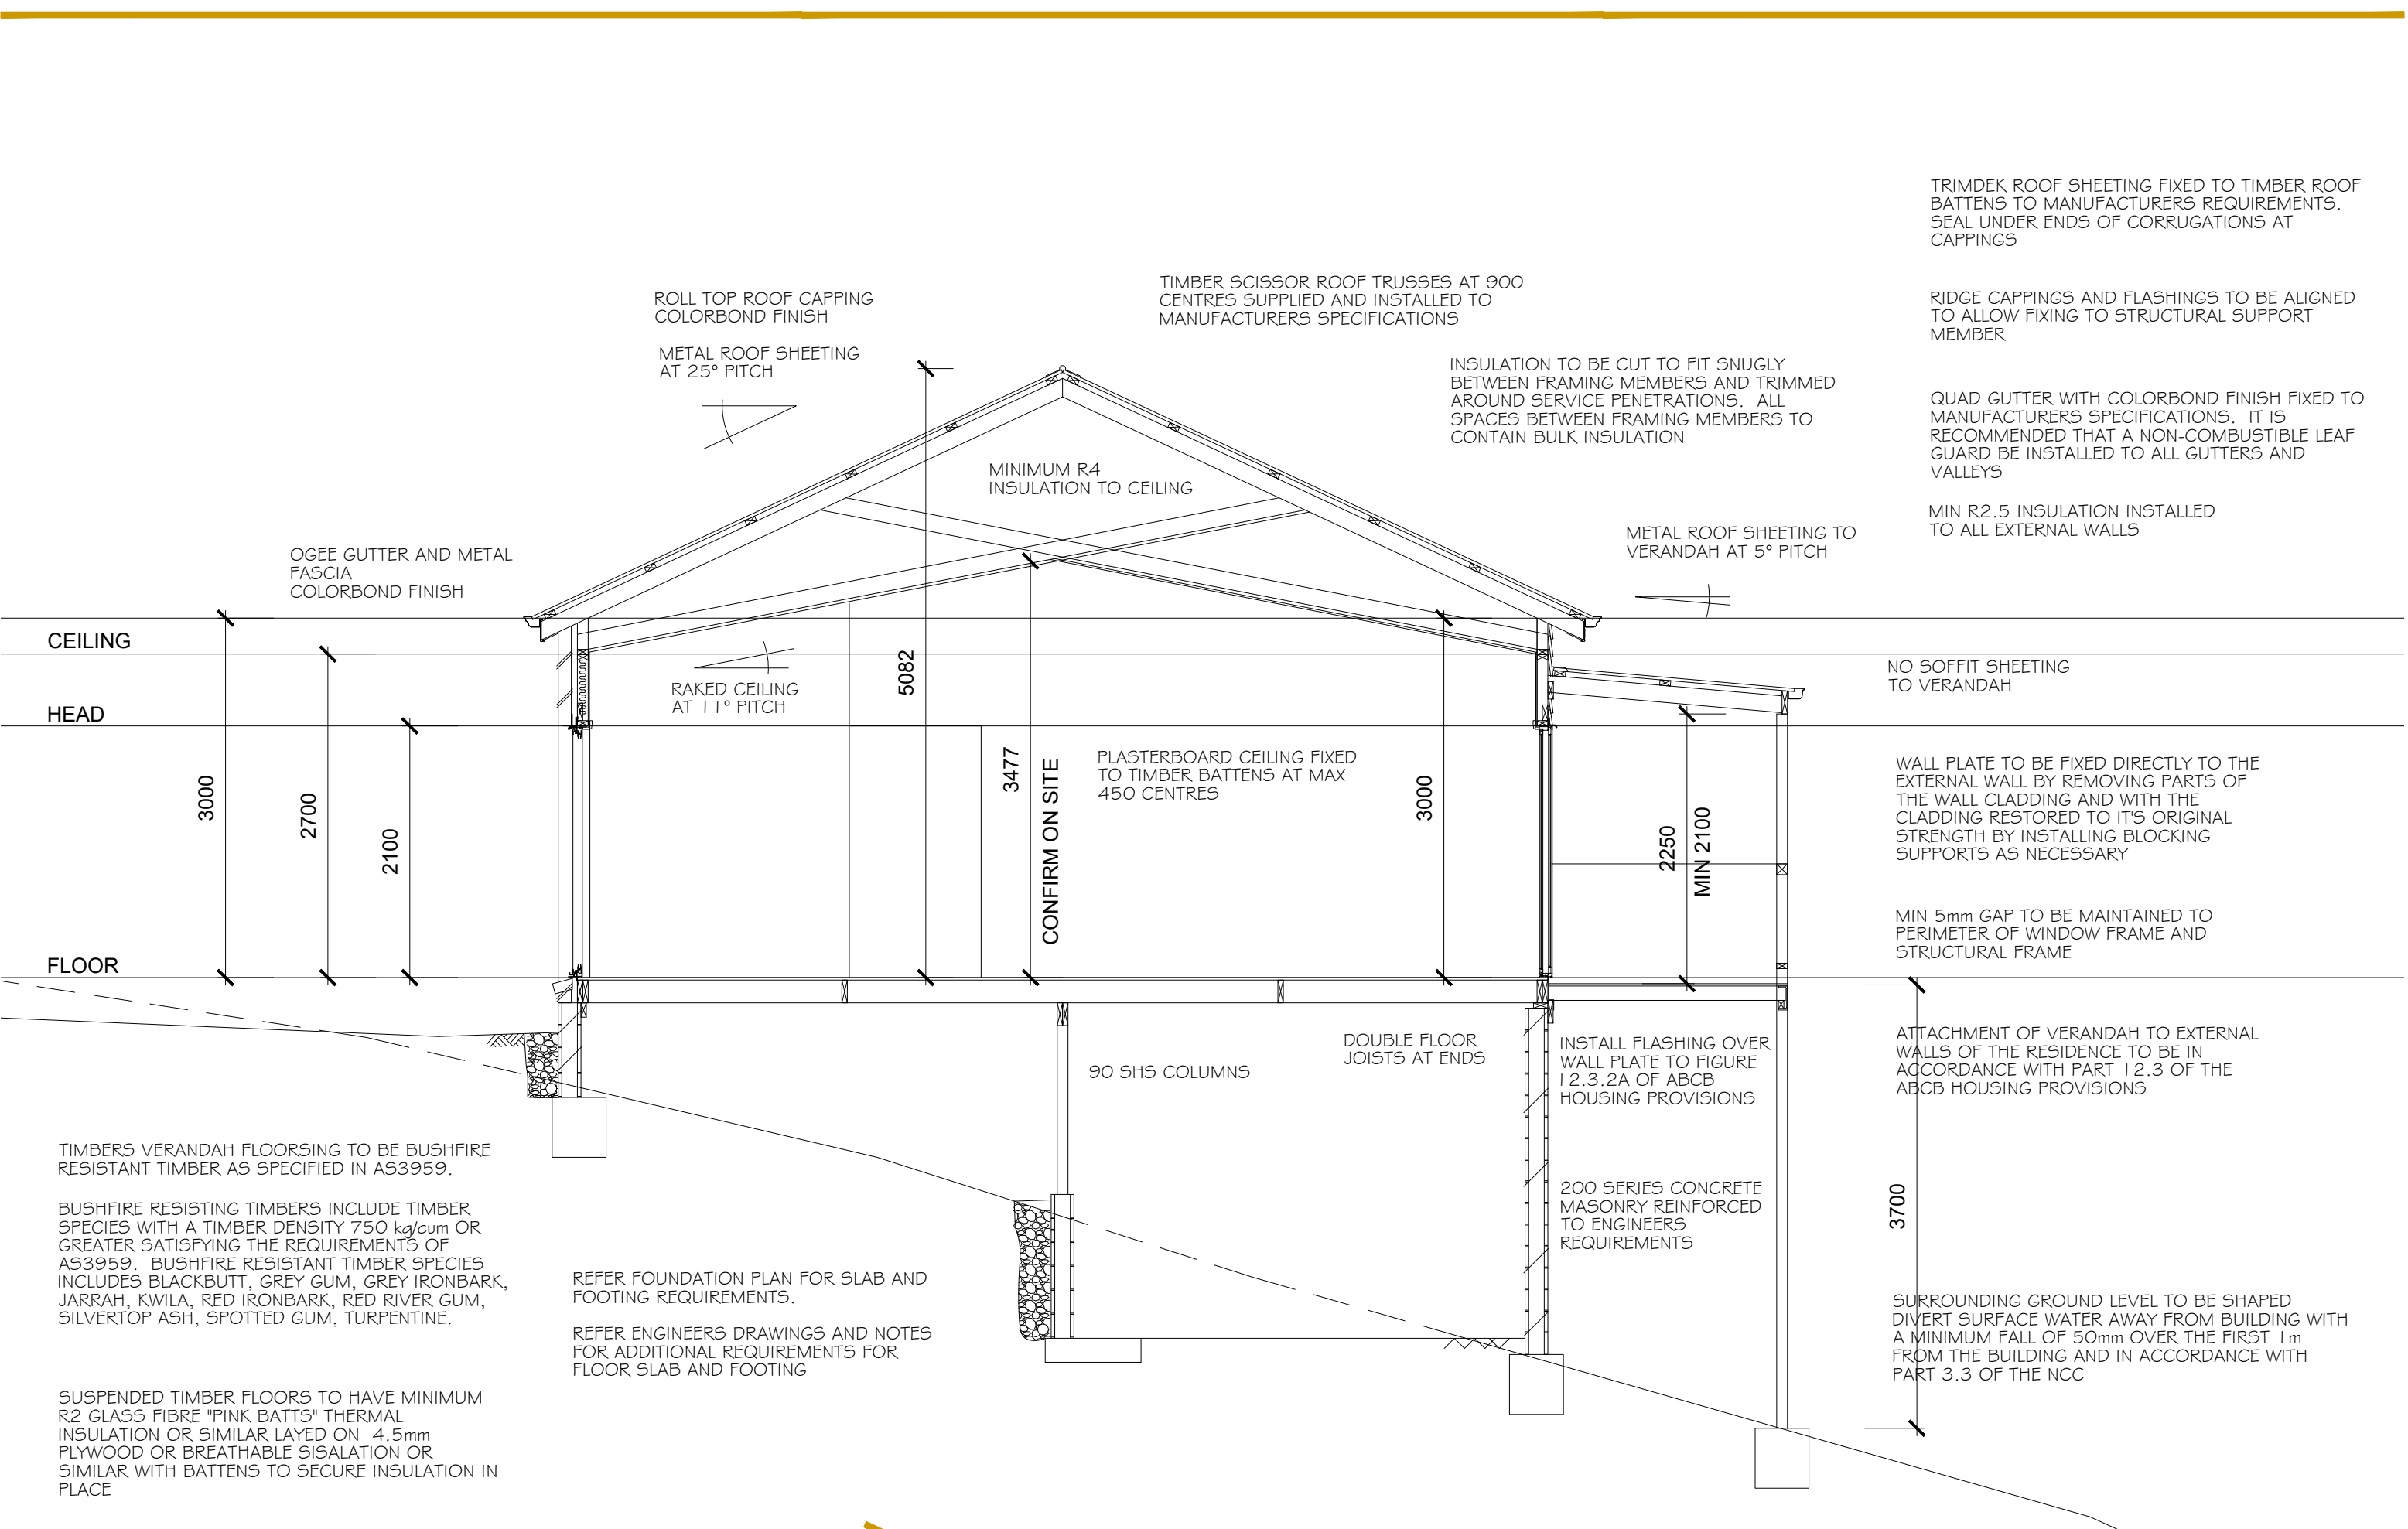 TRIMDEK ROOF SHEETING FIXED TO TIMBER ROOF
BATTENS TO MANUFACTURERS REQUIREMENTS.
SEAL UNDER ENDS OF CORRUGATIONS AT
CAPPINGS
TIMBER SCISSOR ROOF TRUSSES AT 900
CENTRES SUPPLIED AND INSTALLED TO
MANUFACTURERS SPECIFICATIONS
ROLL TOP ROOF CAPPING
COLORBOND FINISH
METAL ROOF SHEETING
AT 25° PITCH
RIDGE CAPPINGS AND FLASHINGS TO BE ALIGNED
TO ALLOW FIXING TO STRUCTURAL SUPPORT
MEMBER
INSULATION TO BE CUT TO FIT SNUGLY
BETWEEN FRAMING MEMBERS AND TRIMMED
AROUND SERVICE PENETRATIONS. ALL
SPACES BETWEEN FRAMING MEMBERS TO
CONTAIN BULK INSULATION
QUAD GUTTER WITH COLORBOND FINISH FIXED TO
MANUFACTURERS SPECIFICATIONS. IT IS
RECOMMENDED THAT A NON-COMBUSTIBLE LEAF
GUARD BE INSTALLED TO ALL GUTTERS AND
VALLEYS
MINIMUM R4
INSULATION TO CEILING
MIN R2.5 INSULATION INSTALLED
TO ALL EXTERNAL WALLS
METAL ROOF SHEETING TO
VERANDAH AT 5° PITCH
OGEE GUTTER AND METAL
FASCIA
COLORBOND FINISH
CEILING
HEAD
FLOOR
3000
2700
2100
RAKED CEILING
AT 11° PITCH
5082
3477
CONFIRM ON SITE
PLASTERBOARD CEILING FIXED
TO TIMBER BATTENS AT MAX
450 CENTRES
3000
2250
MIN 2100
NO SOFFIT SHEETING
TO VERANDAH
WALL PLATE TO BE FIXED DIRECTLY TO THE
EXTERNAL WALL BY REMOVING PARTS OF
THE WALL CLADDING AND WITH THE
CLADDING RESTORED TO IT'S ORIGINAL
STRENGTH BY INSTALLING BLOCKING
SUPPORTS AS NECESSARY
MIN 5mm GAP TO BE MAINTAINED TO
PERIMETER OF WINDOW FRAME AND
STRUCTURAL FRAME
ATTACHMENT OF VERANDAH TO EXTERNAL
WALLS OF THE RESIDENCE TO BE IN
ACCORDANCE WITH PART 12.3 OF THE
ABCB HOUSING PROVISIONS
DOUBLE FLOOR
JOISTS AT ENDS
INSTALL FLASHING OVER
WALL PLATE TO FIGURE
12.3.2A OF ABCB
HOUSING PROVISIONS
90 SHS COLUMNS
200 SERIES CONCRETE
MASONRY REINFORCED
TO ENGINEERS
REQUIREMENTS
3700
SURROUNDING GROUND LEVEL TO BE SHAPED
DIVERT SURFACE WATER AWAY FROM BUILDING WITH
A MINIMUM FALL OF 50mm OVER THE FIRST 1m
FROM THE BUILDING AND IN ACCORDANCE WITH
PART 3.3 OF THE NCC
TIMBERS VERANDAH FLOORSING TO BE BUSHFIRE
RESISTANT TIMBER AS SPECIFIED IN AS3959.
BUSHFIRE RESISTING TIMBERS INCLUDE TIMBER
SPECIES WITH A TIMBER DENSITY 750 kg/cum OR
GREATER SATISFYING THE REQUIREMENTS OF
AS3959. BUSHFIRE RESISTANT TIMBER SPECIES
INCLUDES BLACKBUTT, GREY GUM, GREY IRONBARK,
JARRAH, KWILA, RED IRONBARK, RED RIVER GUM,
SILVERTOP ASH, SPOTTED GUM, TURPENTINE.
REFER FOUNDATION PLAN FOR SLAB AND
FOOTING REQUIREMENTS.
REFER ENGINEERS DRAWINGS AND NOTES
FOR ADDITIONAL REQUIREMENTS FOR
FLOOR SLAB AND FOOTING
SUSPENDED TIMBER FLOORS TO HAVE MINIMUM
R2 GLASS FIBRE "PINK BATTS" THERMAL
INSULATION OR SIMILAR LAYED ON 4.5mm
PLYWOOD OR BREATHABLE SISALATION OR
SIMILAR WITH BATTENS TO SECURE INSULATION IN
PLACE